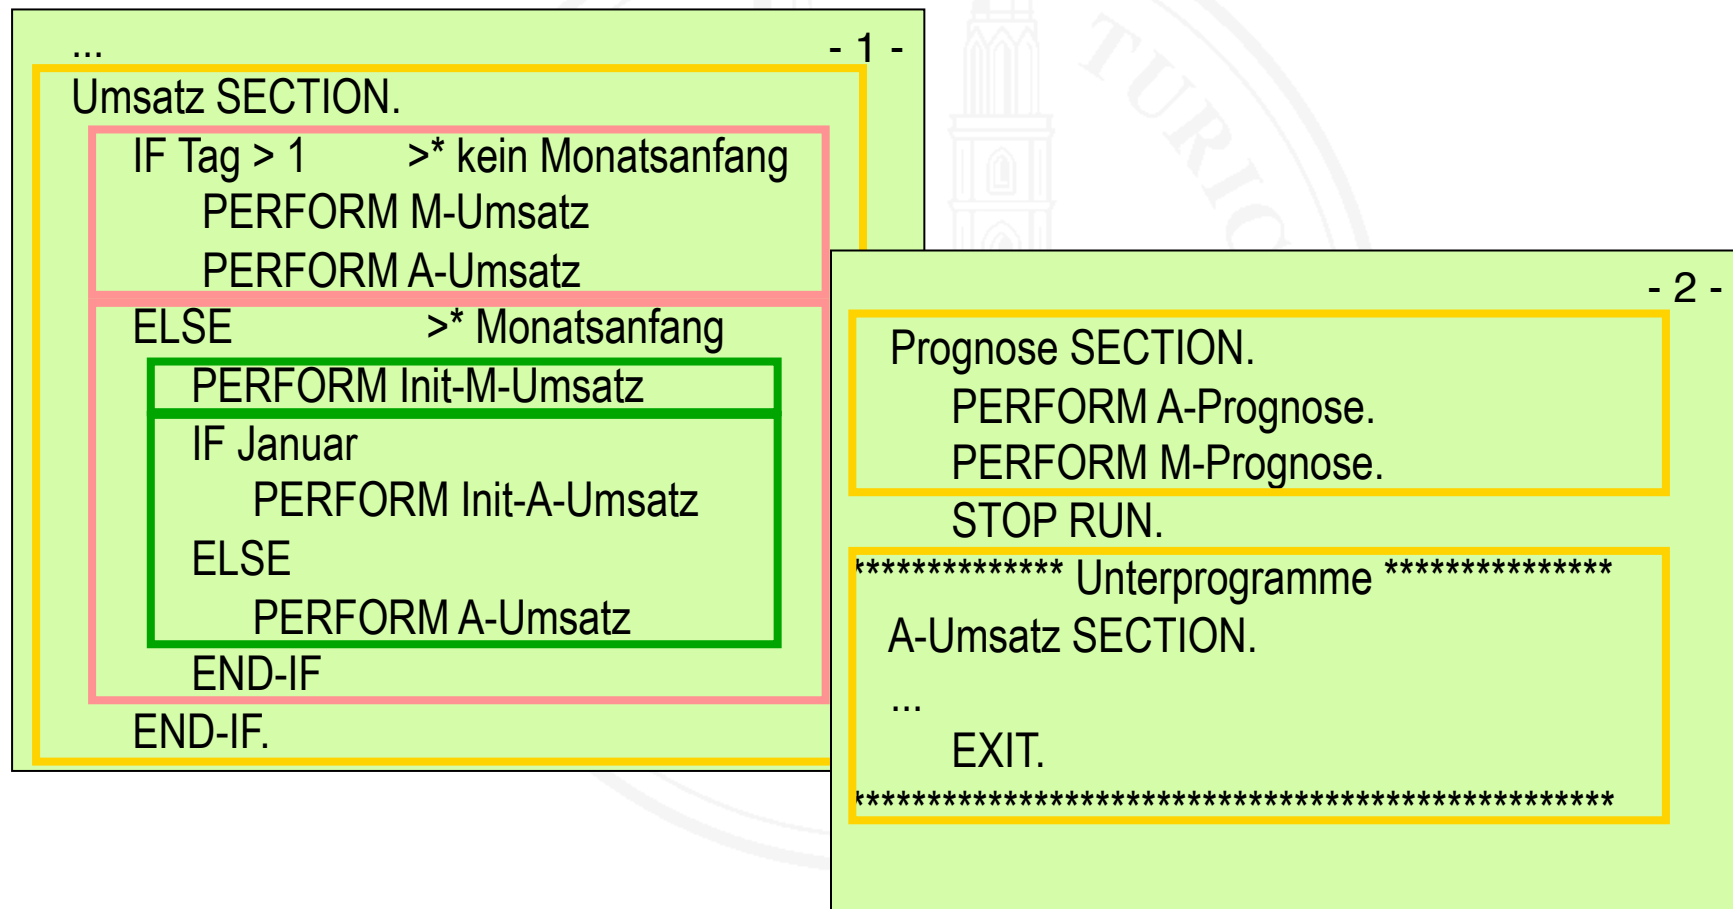 ...
- 1 -
Umsatz SECTION.
IF Tag > 1 >* kein Monatsanfang
PERFORM M-Umsatz
PERFORM A-Umsatz
ELSE >* Monatsanfang
PERFORM Init-M-Umsatz
IF Januar
PERFORM Init-A-Umsatz
ELSE
PERFORM A-Umsatz
END-IF
END-IF.
- 2 -
Prognose SECTION.
PERFORM A-Prognose.
PERFORM M-Prognose.
STOP RUN.
************** Unterprogramme ***************
A-Umsatz SECTION.
...
EXIT.
**************************************************
TURIC